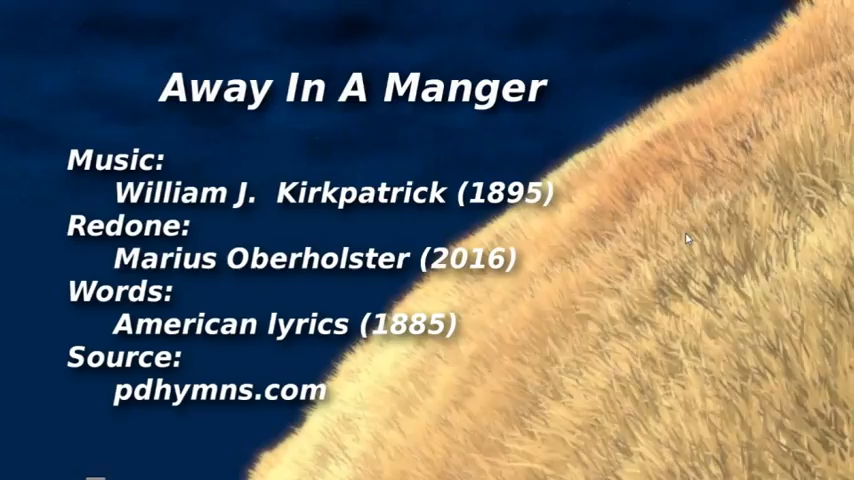 Away In A Manger
Music:
William J. Kirkpatrick (1895)
Redone:
Marius Oberholster (2016)
Words:
American lyrics (1885)
Source:
pdhymns.com